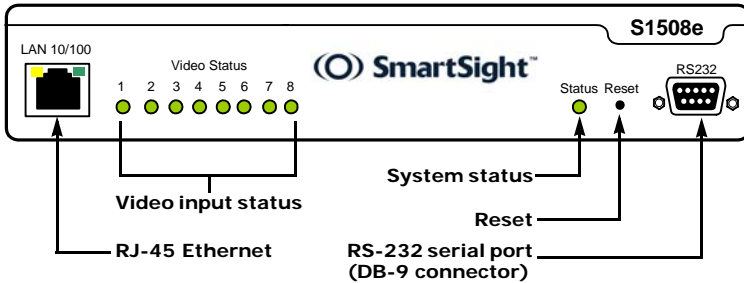 S1508e
LAN 10/100
Video Status
1 2 3 4 5 6 7 8
(O) SmartSight™
Status Reset
RS232
Video input status
System status
Reset
RJ-45 Ethernet
RS-232 serial port
(DB-9 connector)